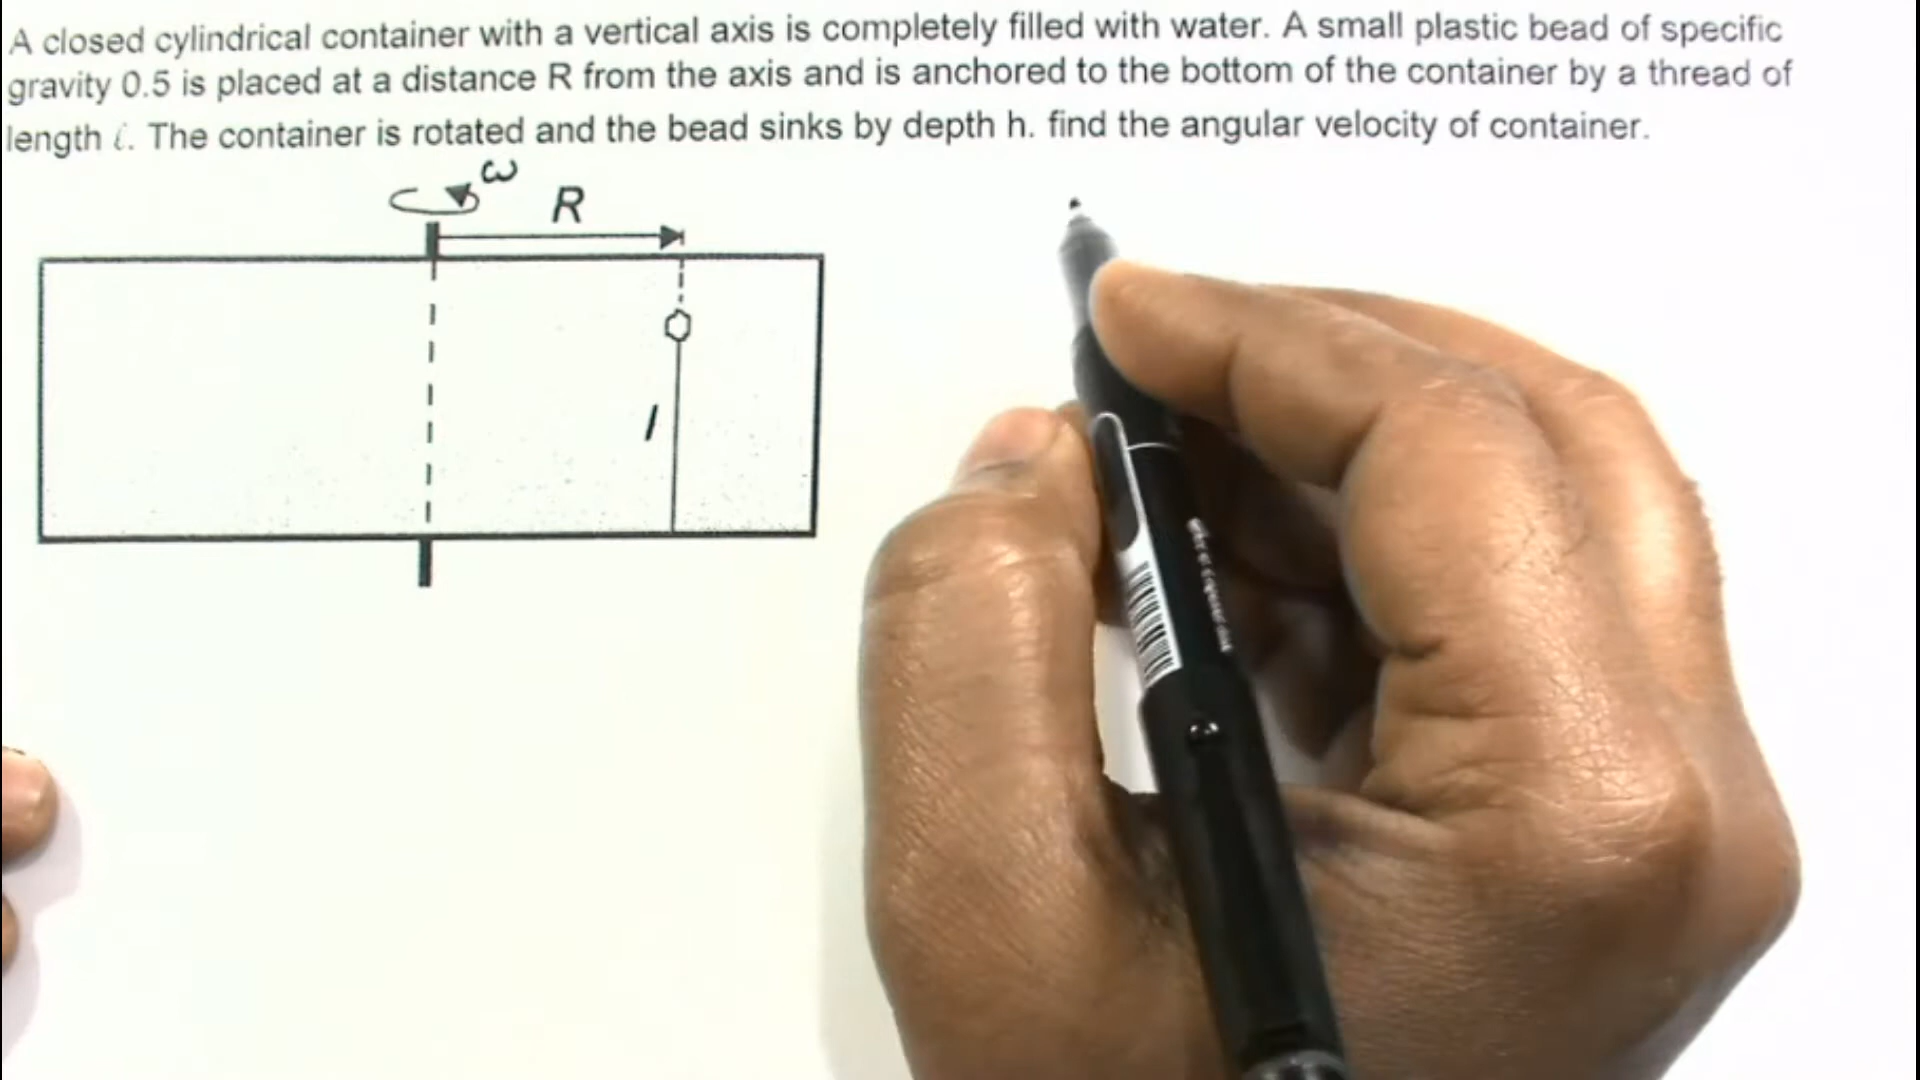 A closed cylindrical container with a vertical axis is completely filled with water. A small plastic bead of specific
gravity 0.5 is placed at a distance R from the axis and is anchored to the bottom of the container by a thread of
length ℓ. The container is rotated and the bead sinks by depth h. find the angular velocity of container.
ω
R
l